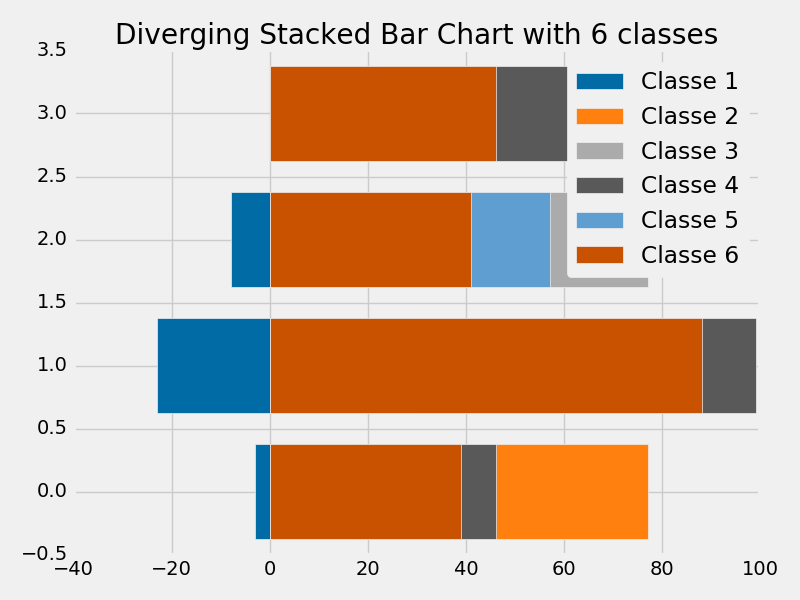 Diverging Stacked Bar Chart with 6 classes
3.5
3.0
2.5
2.0
1.5
1.0
0.5
0.0
−0.5
−40
−20
0
20
40
60
80
100
Classe 1
Classe 2
Classe 3
Classe 4
Classe 5
Classe 6